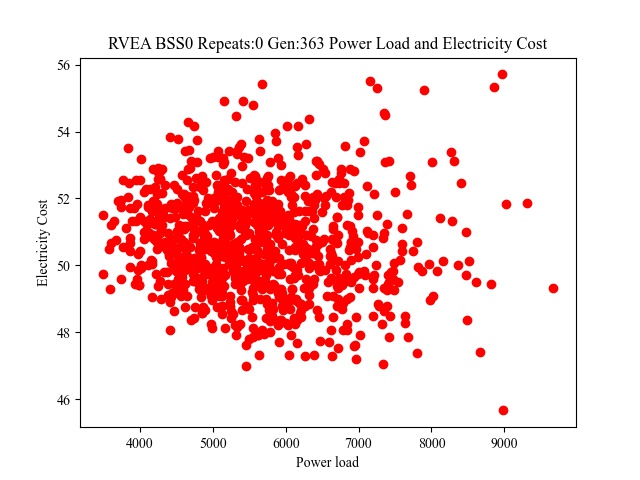 RVEA BSS0 Repeats:0 Gen:363 Power Load and Electricity Cost
56
54
52
50
48
46
Electricity Cost
4000 5000 6000 7000 8000 9000
Power load